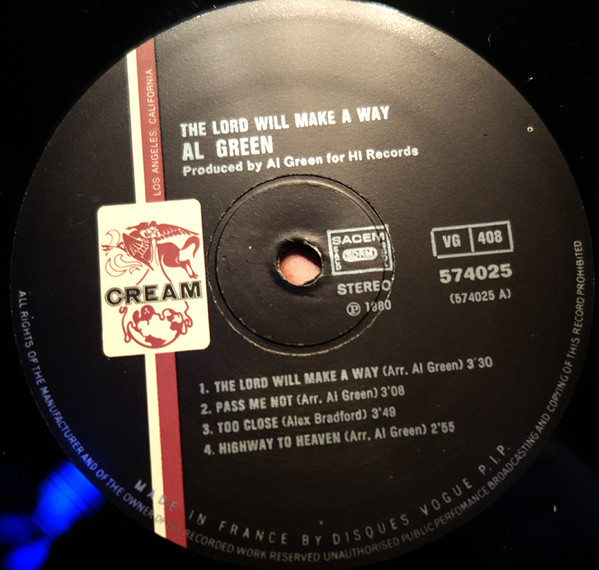 LOS ANGELES, CALIFORNIA
THE LORD WILL MAKE A WAY
AL GREEN
Produced by Al Green for HI Records
CREAM
SACEM
SDRM
STEREO
Ⓟ 1980
VG 408
574025
(574025 A)
1. THE LORD WILL MAKE A WAY (Arr. Al Green) 3'30
2. PASS ME NOT (Arr. Al Green) 3'08
3. TOO CLOSE (Alex Bradford) 3'49
4. HIGHWAY TO HEAVEN (Arr. Al Green) 2'55
MADE IN FRANCE BY DISQUES VOGUE P.I.P.
ALL RIGHTS OF THE MANUFACTURER AND OF THE OWNER OF RECORDED WORK RESERVED UNAUTHORISED PUBLIC PERFOMANCE BROADCASTING AND COPYING OF THIS RECORD PROHIBITED